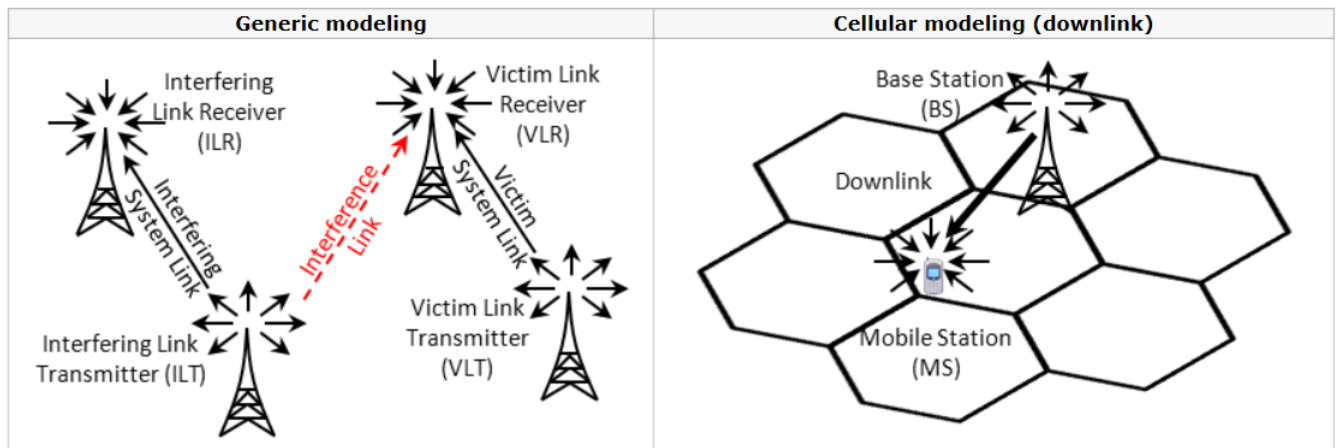 Generic modeling
Cellular modeling (downlink)
Interfering
Link Receiver
(ILR)
Victim Link
Receiver
(VLR)
Interfering
System Link
Interference
Link
Victim
System Link
Interfering Link
Transmitter (ILT)
Victim Link
Transmitter
(VLT)
Base Station
(BS)
Downlink
Mobile Station
(MS)